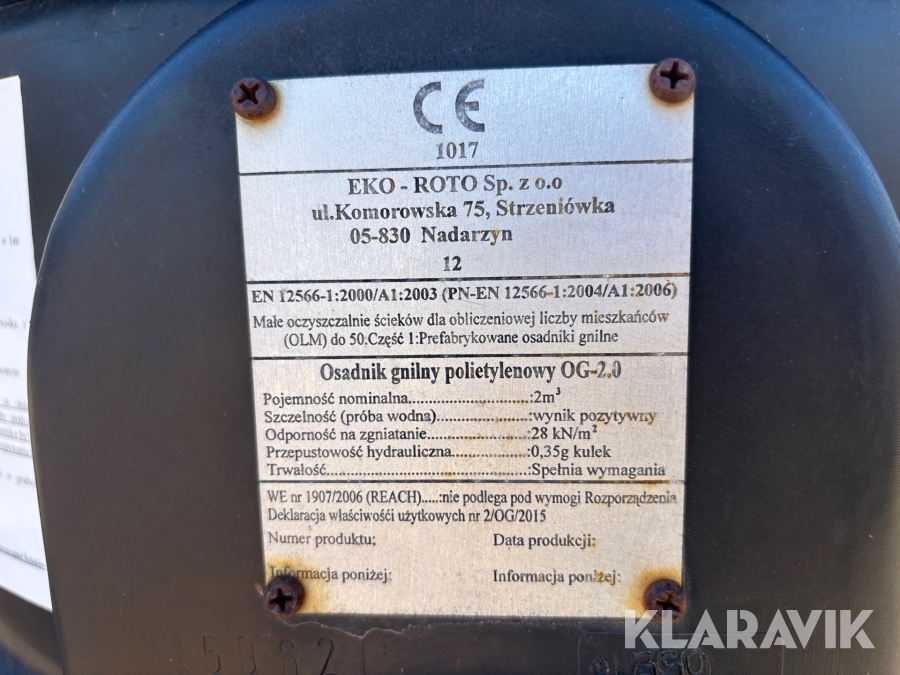 CE
1017
EKO - ROTO Sp. z o.o
ul.Komorowska 75, Strzeniówka
05-830 Nadarzyn
12
EN 12566-1:2000/A1:2003 (PN-EN 12566-1:2004/A1:2006)
Małe oczyszczalnie ścieków dla obliczeniowej liczby mieszkańców
(OLM) do 50.Część 1:Prefabrykowane osadniki gnilne
Osadnik gnilny polietylenowy OG-2.0
Pojemność nominalna......................:2m³
Szczelność (próba wodna).................:wynik pozytywny
Odporność na zgniatanie...................:28 kN/m²
Przepustowość hydrauliczna..............:0,35g kulek
Trwałość......................................:Spełnia wymagania
WE nr 1907/2006 (REACH).....:nie podlega pod wymogi Rozporządzenia
Deklaracja właściwośći użytkowych nr 2/OG/2015
Numer produktu: Data produkcji:
Informacja poniżej: Informacja poniżej:
5062
KLARAVIK